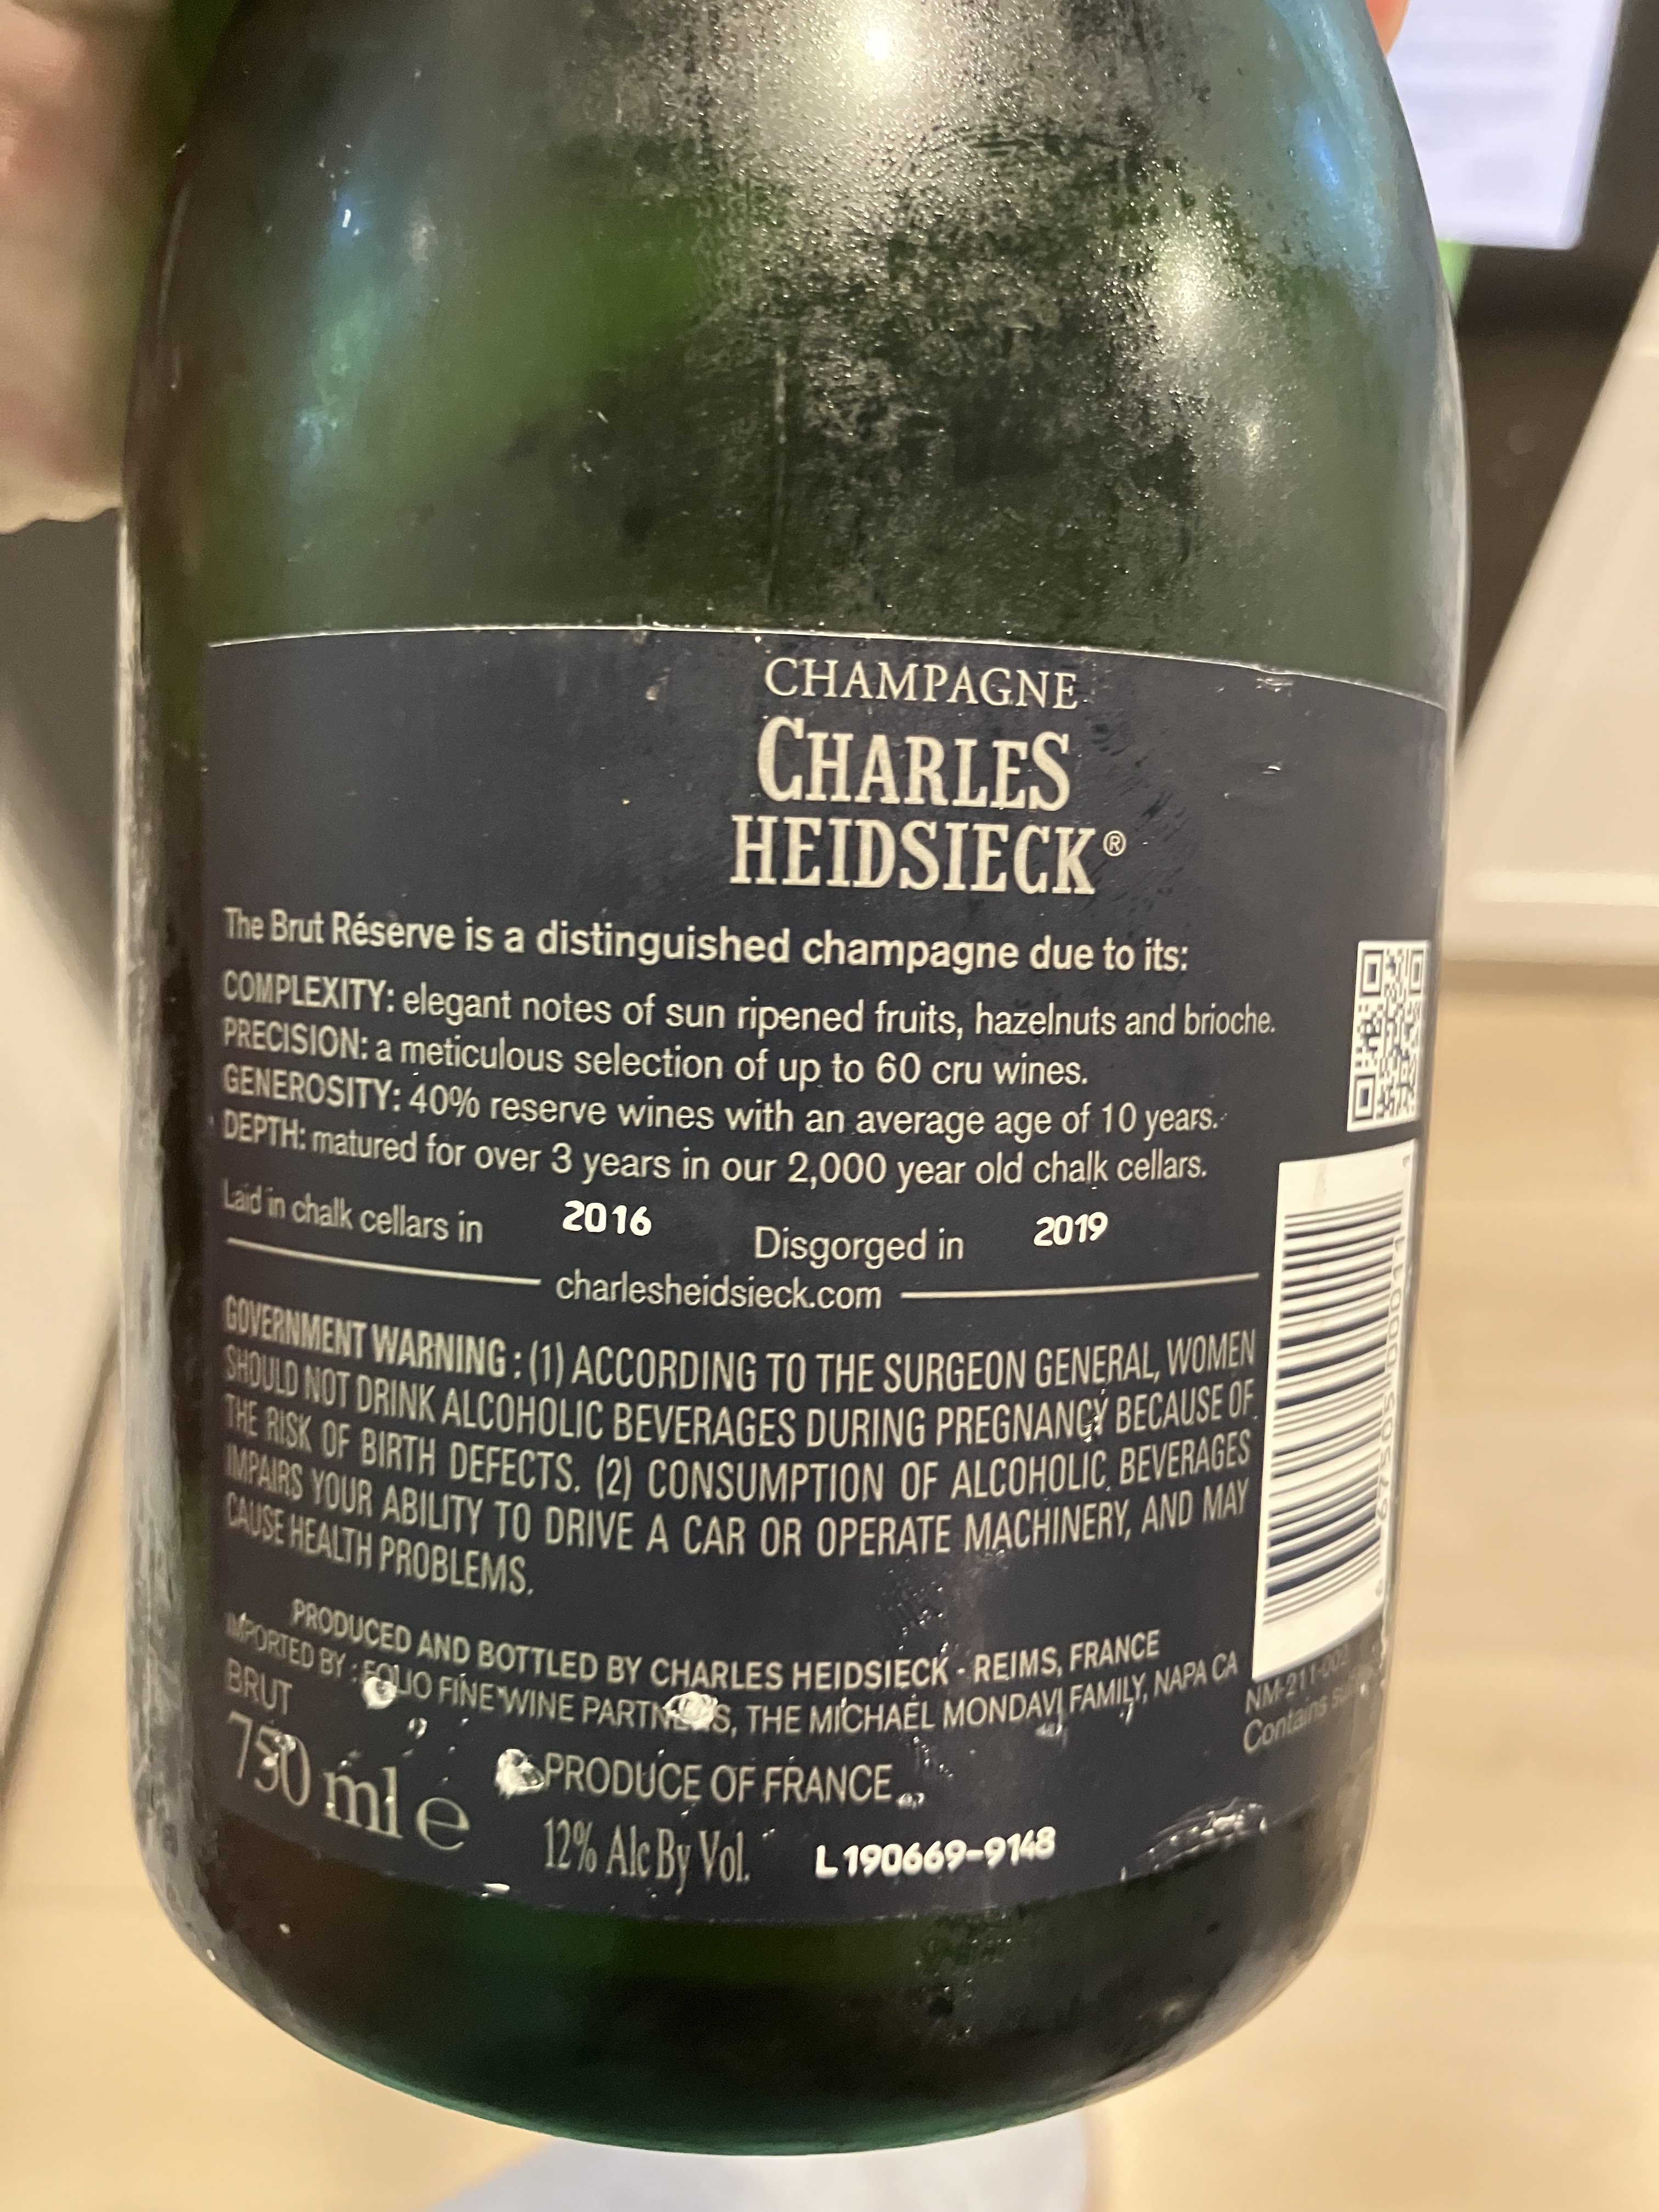 CHAMPAGNE
CHARLES
HEIDSIECK®
The Brut Réserve is a distinguished champagne due to its:
COMPLEXITY: elegant notes of sun ripened fruits, hazelnuts and brioche.
PRECISION: a meticulous selection of up to 60 cru wines.
GENEROSITY: 40% reserve wines with an average age of 10 years.
DEPTH: matured for over 3 years in our 2,000 year old chalk cellars.
Laid in chalk cellars in 2016 Disgorged in 2019
charlesheidsieck.com
GOVERNMENT WARNING : (1) ACCORDING TO THE SURGEON GENERAL, WOMEN
SHOULD NOT DRINK ALCOHOLIC BEVERAGES DURING PREGNANCY BECAUSE OF
THE RISK OF BIRTH DEFECTS. (2) CONSUMPTION OF ALCOHOLIC BEVERAGES
IMPAIRS YOUR ABILITY TO DRIVE A CAR OR OPERATE MACHINERY, AND MAY
CAUSE HEALTH PROBLEMS.
PRODUCED AND BOTTLED BY CHARLES HEIDSIECK - REIMS, FRANCE
IMPORTED BY : FOLIO FINE WINE PARTNERS, THE MICHAEL MONDAVI FAMILY, NAPA CA
BRUT
750 ml e
PRODUCE OF FRANCE
12% Alc By Vol.
L190669-9148
Contains